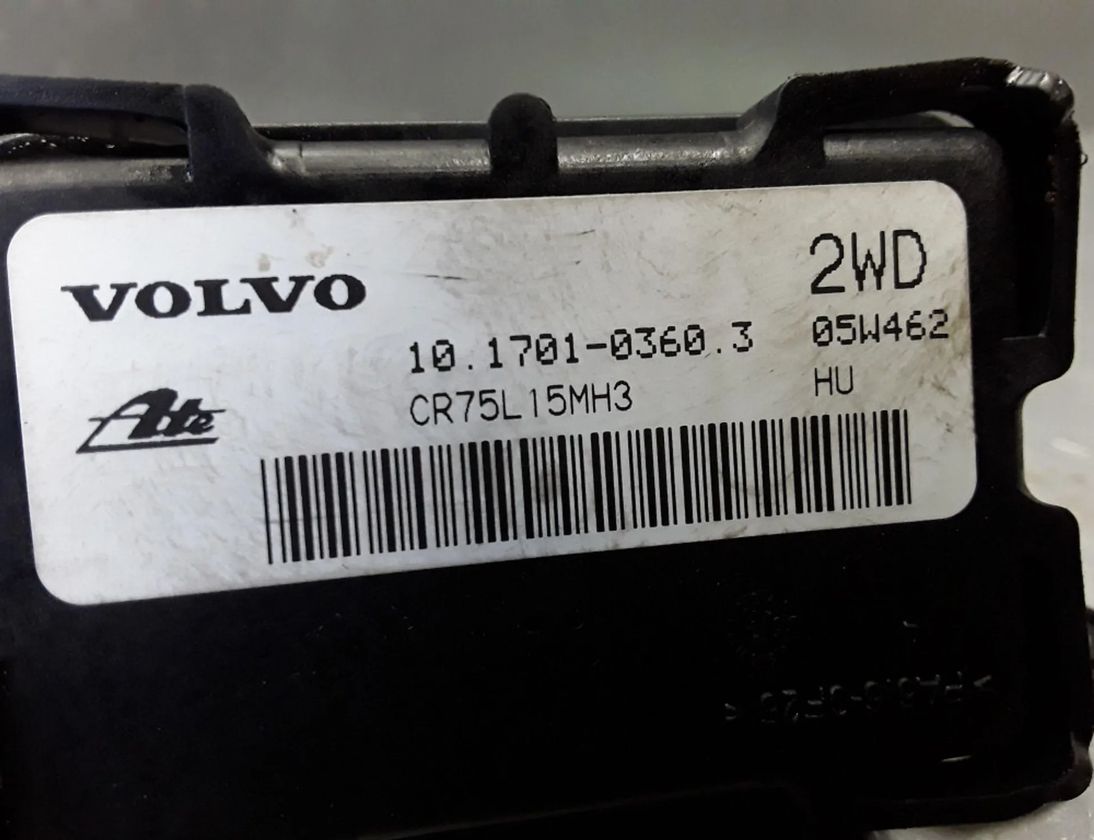 VOLVO
2WD
10.1701-0360.3 05W462
CR75L15MH3 HU
Ate